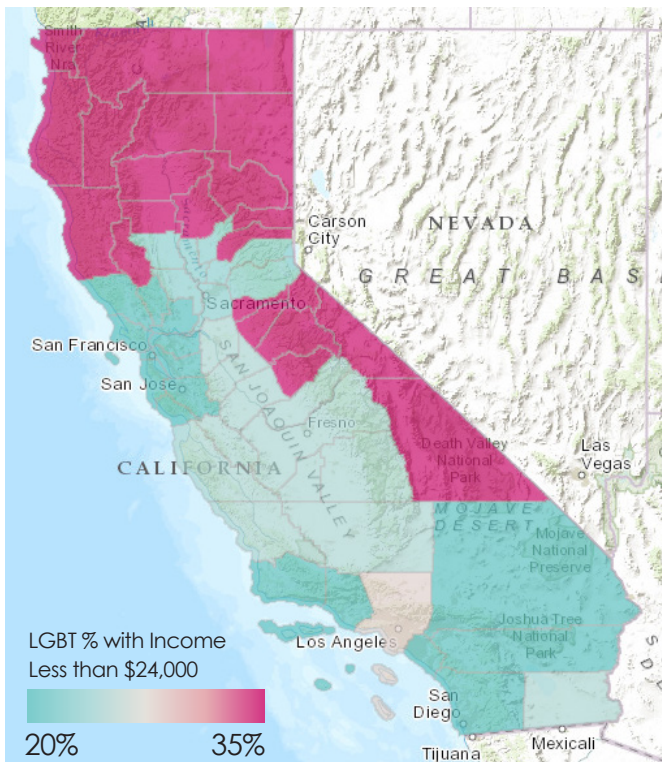 Smith
River
Nra
Carson
City
NEVADA
GREAT BAS
Sacramento
San Francisco
San Jose
SAN JOAQUIN VALLEY
Fresno
CALIFORNIA
Death Valley
National
Park
Las
Vegas
MOJAVE
DESERT
Mojave
National
Preserve
Joshua Tree
National
Park
Los Angeles
San
Diego
Tijuana
Mexicali
LGBT % with Income
Less than $24,000
20% 35%